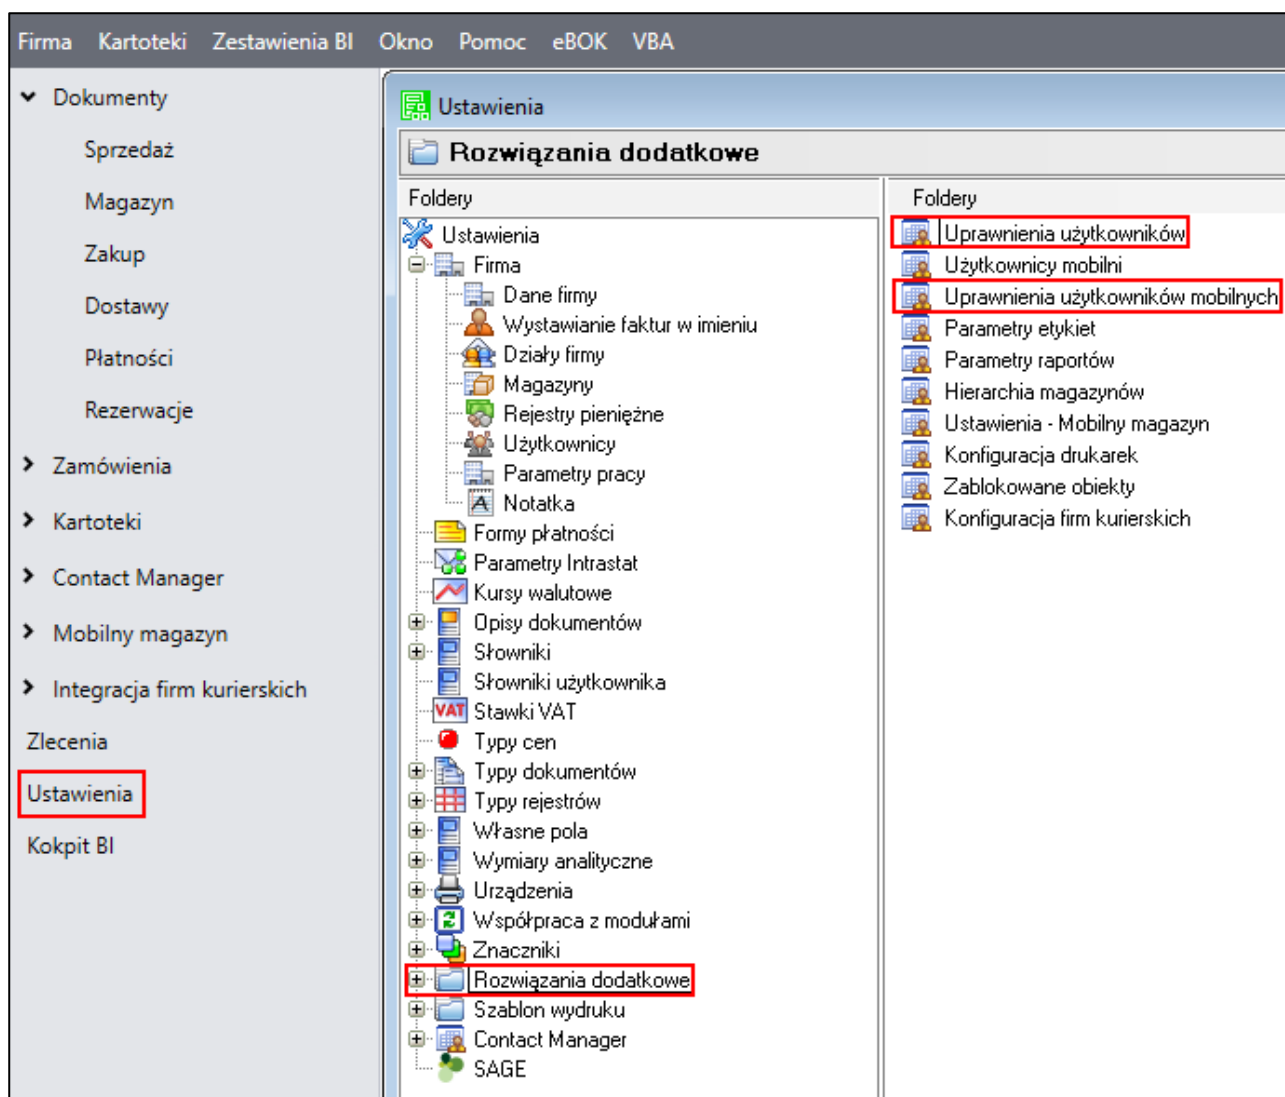 Firma Kartoteki Zestawienia BI Okno Pomoc eBOK VBA
Dokumenty
Sprzedaż
Magazyn
Zakup
Dostawy
Płatności
Rezerwacje
Zamówienia
Kartoteki
Contact Manager
Mobilny magazyn
Integracja firm kurierskich
Zlecenia
Ustawienia
Kokpit BI
Ustawienia
Rozwiązania dodatkowe
Foldery
Ustawienia
Firma
Dane firmy
Wystawianie faktur w imieniu
Działy firmy
Magazyny
Rejestry pieniężne
Użytkownicy
Parametry pracy
Notatka
Formy płatności
Parametry Intrastat
Kursy walutowe
Opisy dokumentów
Słowniki
Słowniki użytkownika
VAT Stawki VAT
Typy cen
Typy dokumentów
Typy rejestrów
Własne pola
Wymiary analityczne
Urządzenia
Współpraca z modułami
Znaczniki
Rozwiązania dodatkowe
Szablon wydruku
Contact Manager
SAGE
Foldery
Uprawnienia użytkowników
Użytkownicy mobilni
Uprawnienia użytkowników mobilnych
Parametry etykiet
Parametry raportów
Hierarchia magazynów
Ustawienia - Mobilny magazyn
Konfiguracja drukarek
Zablokowane obiekty
Konfiguracja firm kurierskich